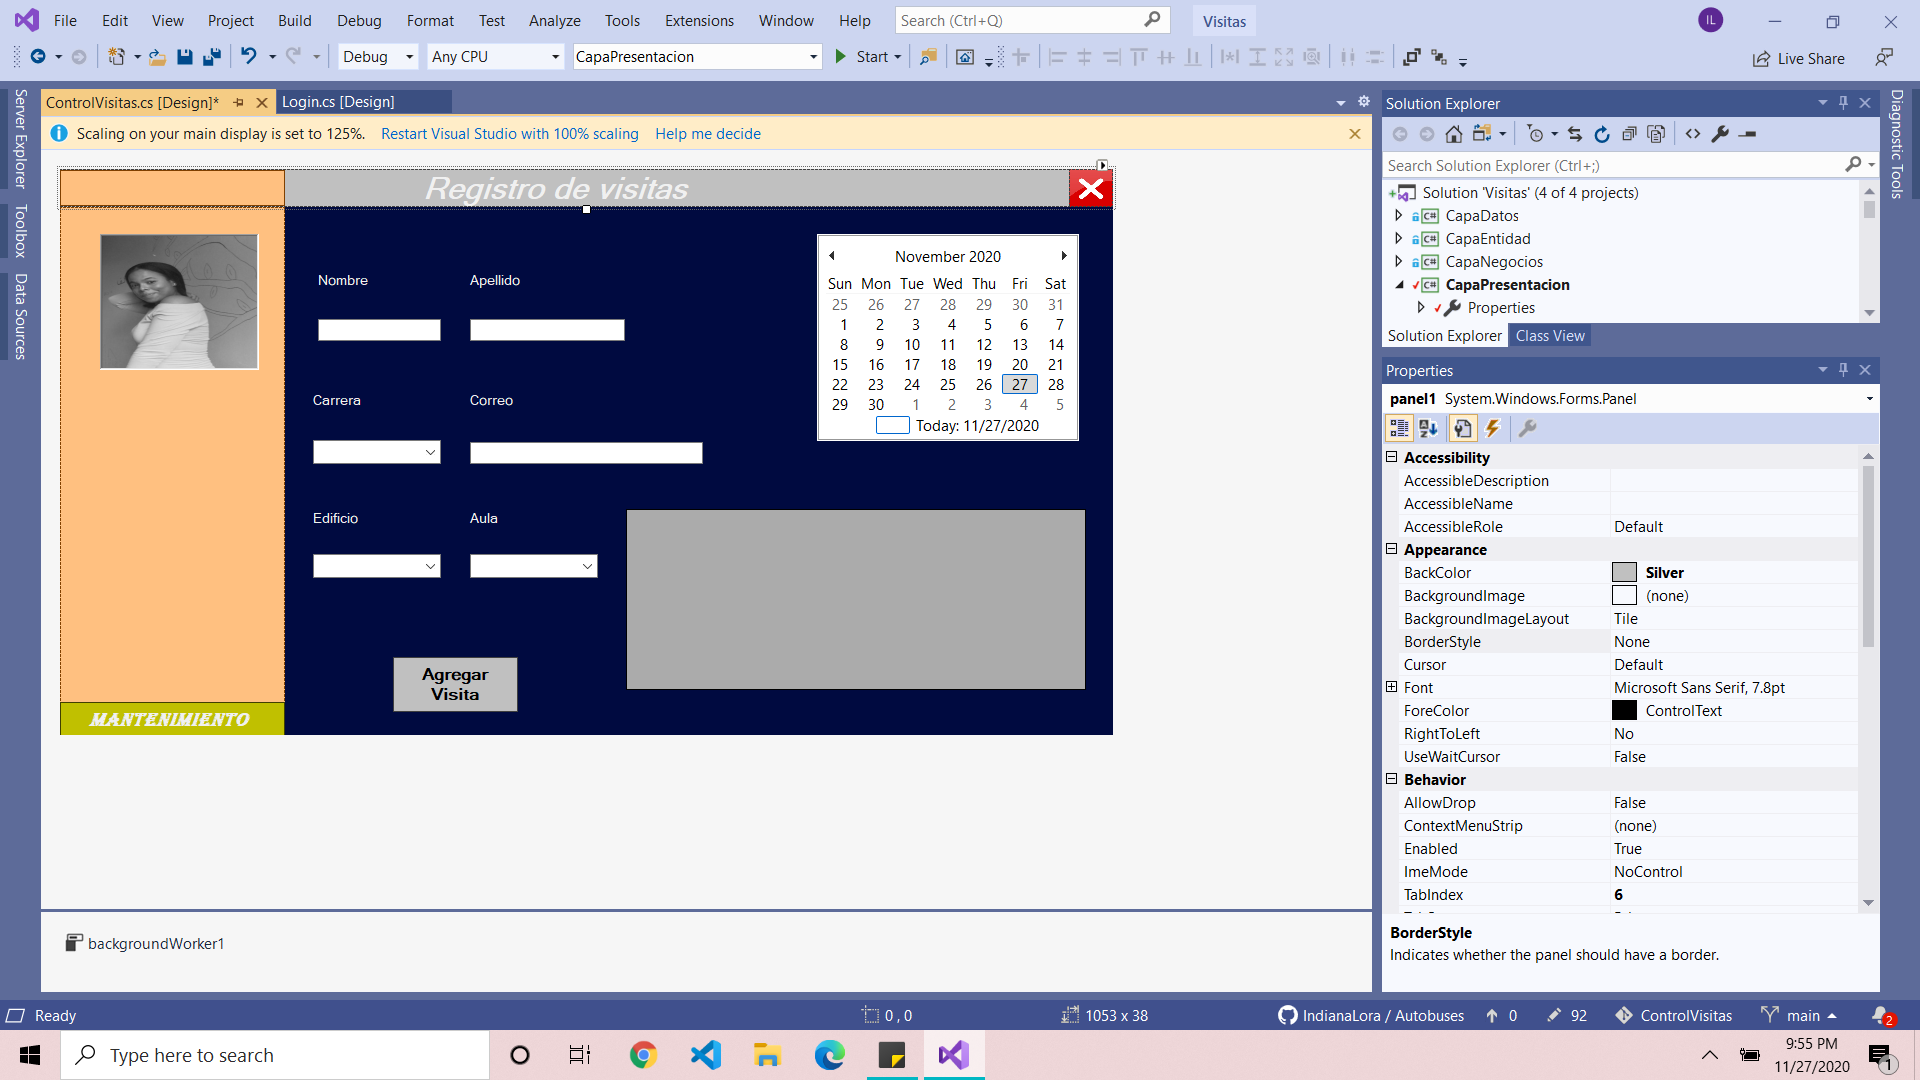 File Edit View Project Build Debug Format Test Analyze Tools Extensions Window Help Search (Ctrl+Q) Visitas IL
Debug Any CPU CapaPresentacion Start Live Share
Server Explorer
Toolbox
Data Sources
ControlVisitas.cs [Design]* Login.cs [Design]
Scaling on your main display is set to 125%. Restart Visual Studio with 100% scaling Help me decide
Registro de visitas
Nombre Apellido
Carrera Correo
Edificio Aula
Agregar
Visita
MANTENIMIENTO
November 2020
Sun Mon Tue Wed Thu Fri Sat
25 26 27 28 29 30 31
1 2 3 4 5 6 7
8 9 10 11 12 13 14
15 16 17 18 19 20 21
22 23 24 25 26 27 28
29 30 1 2 3 4 5
Today: 11/27/2020
backgroundWorker1
Solution Explorer
Search Solution Explorer (Ctrl+;)
Solution 'Visitas' (4 of 4 projects)
C# CapaDatos
C# CapaEntidad
C# CapaNegocios
C# CapaPresentacion
Properties
Solution Explorer Class View
Diagnostic Tools
Properties
panel1 System.Windows.Forms.Panel
Accessibility
AccessibleDescription
AccessibleName
AccessibleRole Default
Appearance
BackColor Silver
BackgroundImage (none)
BackgroundImageLayout Tile
BorderStyle None
Cursor Default
Font Microsoft Sans Serif, 7.8pt
ForeColor ControlText
RightToLeft No
UseWaitCursor False
Behavior
AllowDrop False
ContextMenuStrip (none)
Enabled True
ImeMode NoControl
TabIndex 6
BorderStyle
Indicates whether the panel should have a border.
Ready 0 , 0 1053 x 38 IndianaLora / Autobuses 0 92 ControlVisitas main 2
Type here to search
9:55 PM
11/27/2020
1